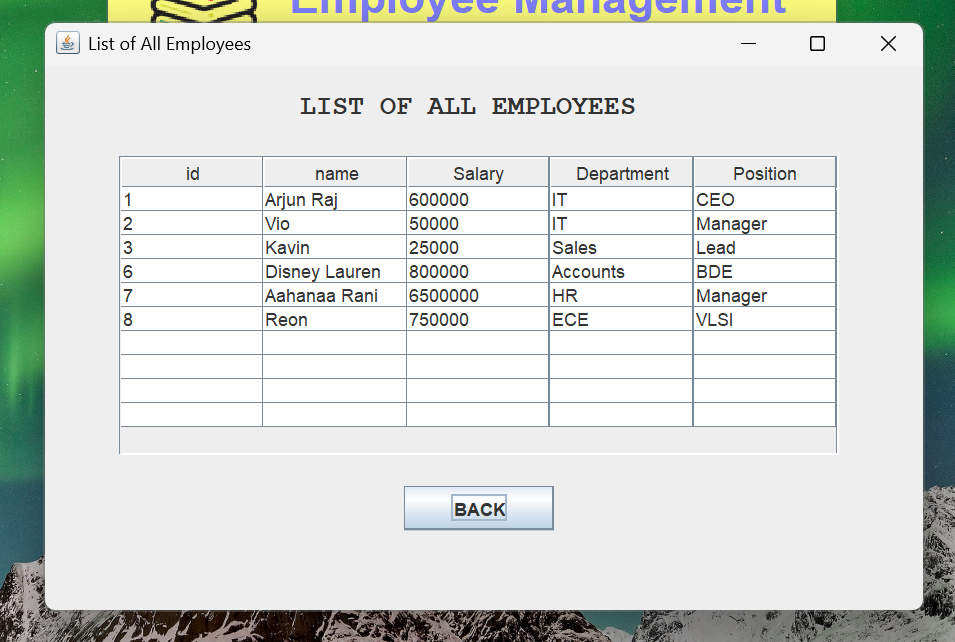 Employee Management
List of All Employees
LIST OF ALL EMPLOYEES
id name Salary Department Position
1 Arjun Raj 600000 IT CEO
2 Vio 50000 IT Manager
3 Kavin 25000 Sales Lead
6 Disney Lauren 800000 Accounts BDE
7 Aahanaa Rani 6500000 HR Manager
8 Reon 750000 ECE VLSI
BACK